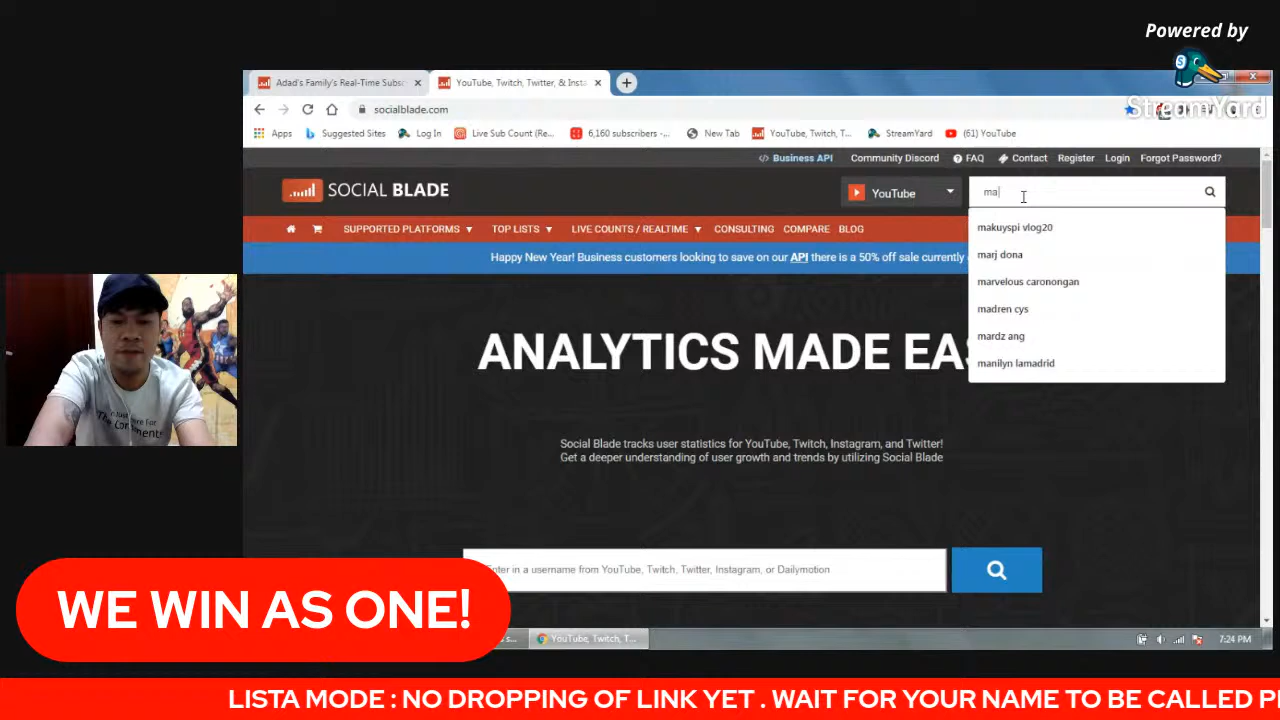 Powered by
StreamYard
Adad's Family's Real-Time Subsc
YouTube, Twitch, Twitter, & Insta
socialblade.com
Apps
Suggested Sites
Log In
Live Sub Count (Re...
6,160 subscribers -...
New Tab
YouTube, Twitch, T...
StreamYard
(61) YouTube
Business API
Community Discord
FAQ
Contact
Register
Login
Forgot Password?
SOCIAL BLADE
YouTube
ma
HOME
SUPPORTED PLATFORMS
TOP LISTS
LIVE COUNTS / REALTIME
CONSULTING
COMPARE
BLOG
makuyspi vlog20
marj dona
marvelous caronongan
madren cys
mardz ang
manilyn lamadrid
Happy New Year! Business customers looking to save on our API there is a 50% off sale currently
ANALYTICS MADE EAS
Social Blade tracks user statistics for YouTube, Twitch, Instagram, and Twitter!
Get a deeper understanding of user growth and trends by utilizing Social Blade
Just Here For
The Comments
Enter in a username from YouTube, Twitch, Twitter, Instagram, or Dailymotion
WE WIN AS ONE!
YouTube, Twitch, T...
7:24 PM
LISTA MODE : NO DROPPING OF LINK YET . WAIT FOR YOUR NAME TO BE CALLED P